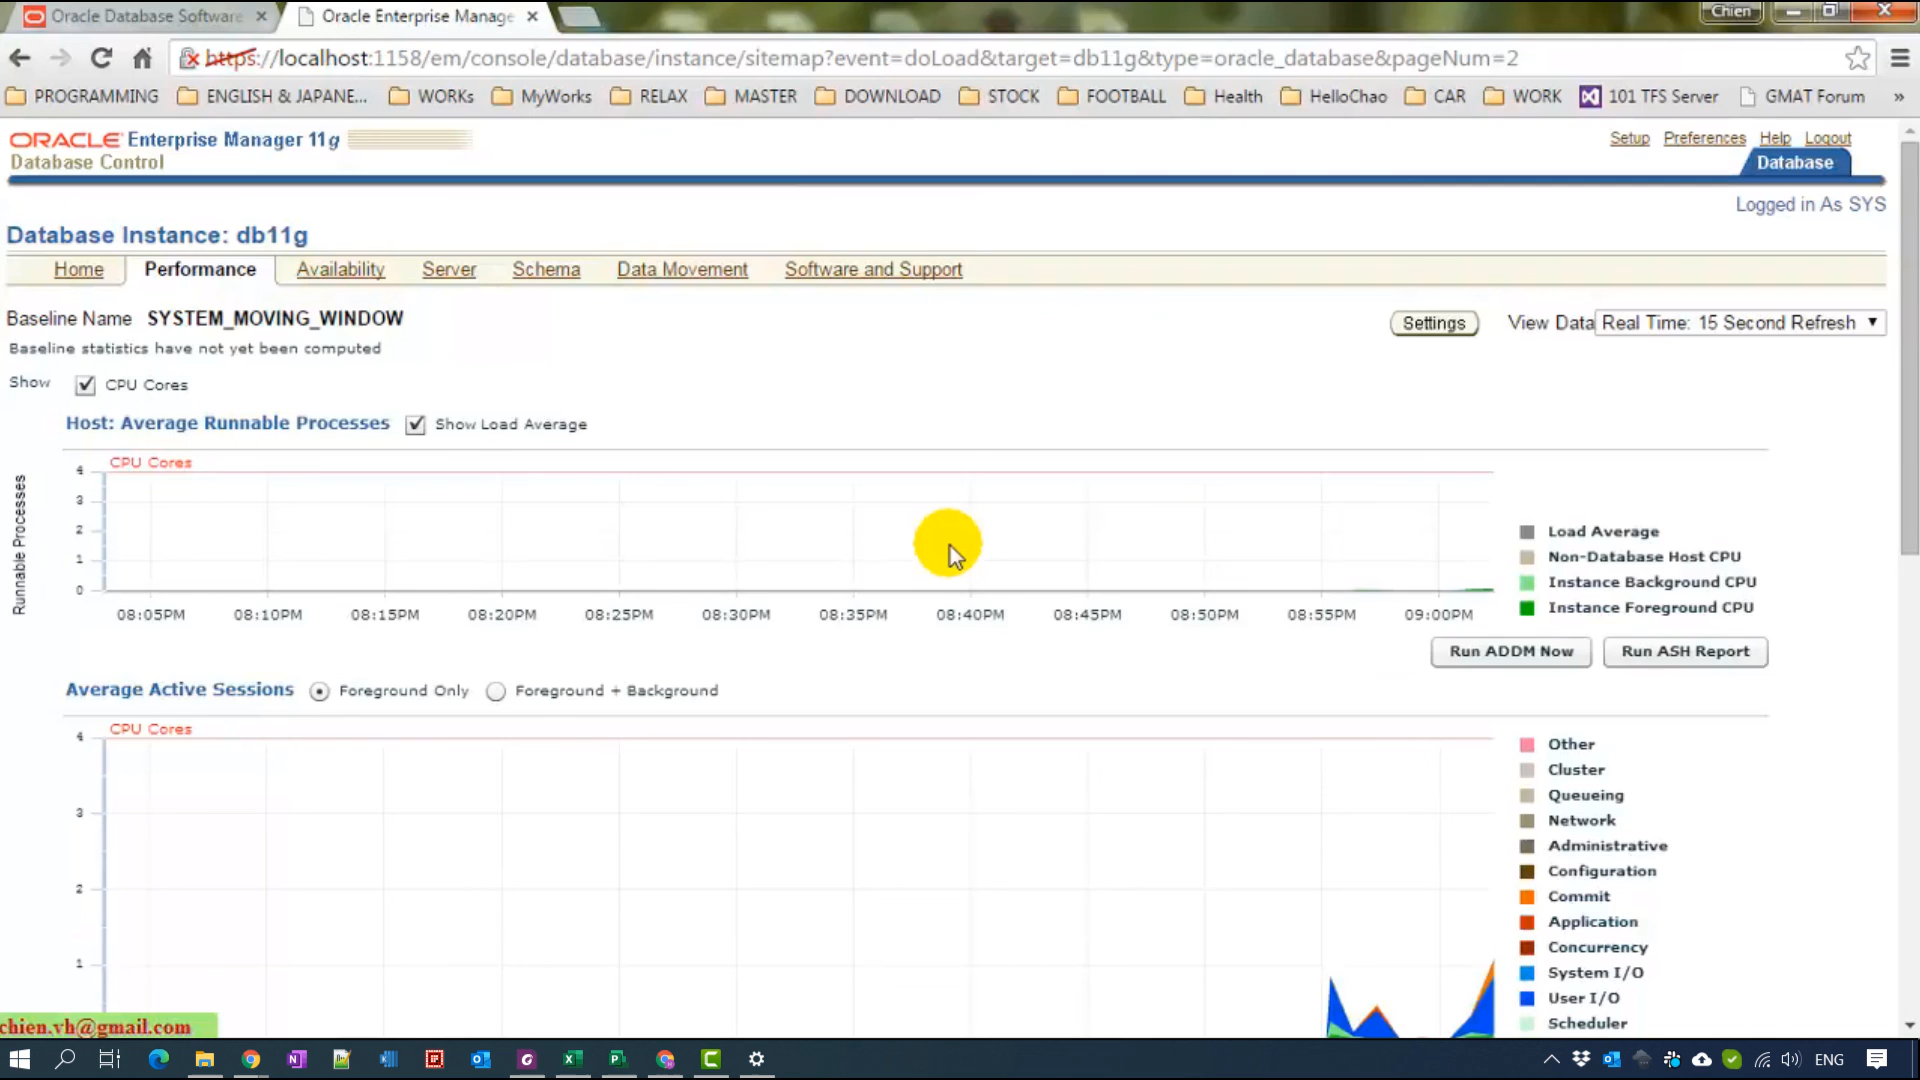 Oracle Database Software
Oracle Enterprise Manage
Chien
https://localhost:1158/em/console/database/instance/sitemap?event=doLoad&target=db11g&type=oracle_database&pageNum=2
PROGRAMMING ENGLISH & JAPANE... WORKs MyWorks RELAX MASTER DOWNLOAD STOCK FOOTBALL Health HelloChao CAR WORK 101 TFS Server GMAT Forum »
ORACLE Enterprise Manager 11g
Database Control
Setup Preferences Help Logout
Database
Logged in As SYS
Database Instance: db11g
Home Performance Availability Server Schema Data Movement Software and Support
Baseline Name SYSTEM_MOVING_WINDOW
Settings View Data Real Time: 15 Second Refresh
Baseline statistics have not yet been computed
Show CPU Cores
Host: Average Runnable Processes Show Load Average
Runnable Processes
CPU Cores
4
3
2
1
0
08:05PM 08:10PM 08:15PM 08:20PM 08:25PM 08:30PM 08:35PM 08:40PM 08:45PM 08:50PM 08:55PM 09:00PM
Load Average
Non-Database Host CPU
Instance Background CPU
Instance Foreground CPU
Run ADDM Now Run ASH Report
Average Active Sessions Foreground Only Foreground + Background
CPU Cores
4
3
2
1
Other
Cluster
Queueing
Network
Administrative
Configuration
Commit
Application
Concurrency
System I/O
User I/O
Scheduler
chien.vh@gmail.com
ENG